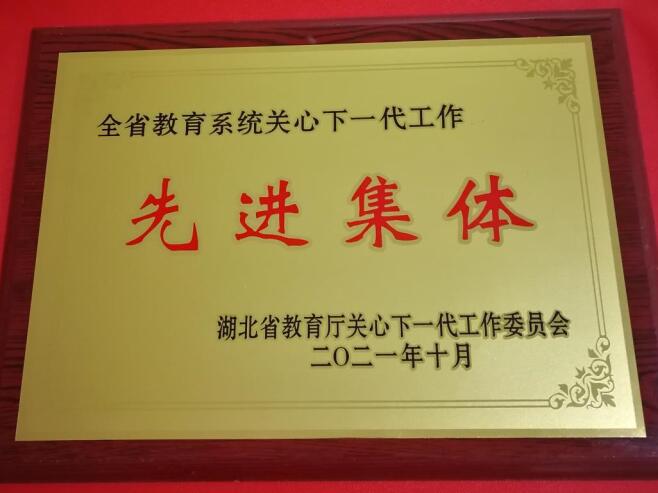 全省教育系统关心下一代工作
先进集体
湖北省教育厅关心下一代工作委员会
二〇二一年十月